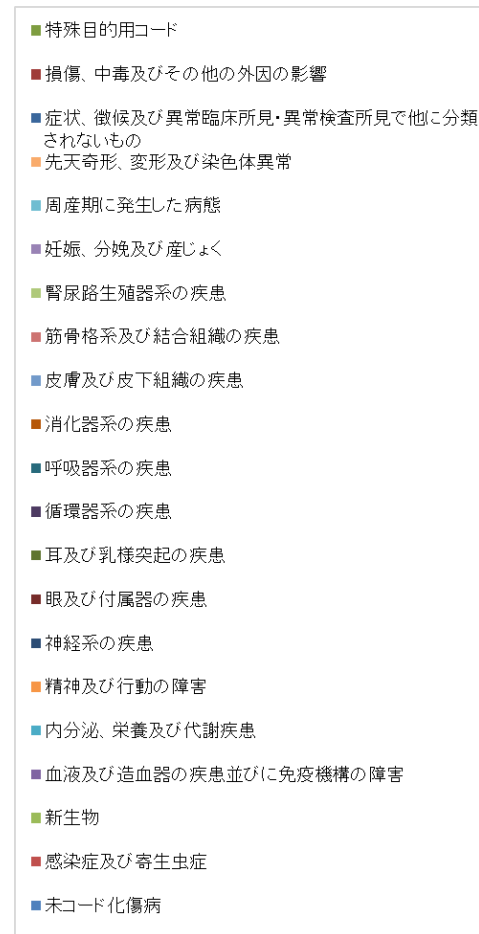 特殊目的用コード
損傷、中毒及びその他の外因の影響
症状、徴候及び異常臨床所見・異常検査所見で他に分類
されないもの
先天奇形、変形及び染色体異常
周産期に発生した病態
妊娠、分娩及び産じょく
腎尿路生殖器系の疾患
筋骨格系及び結合組織の疾患
皮膚及び皮下組織の疾患
消化器系の疾患
呼吸器系の疾患
循環器系の疾患
耳及び乳様突起の疾患
眼及び付属器の疾患
神経系の疾患
精神及び行動の障害
内分泌、栄養及び代謝疾患
血液及び造血器の疾患並びに免疫機構の障害
新生物
感染症及び寄生虫症
未コード化傷病